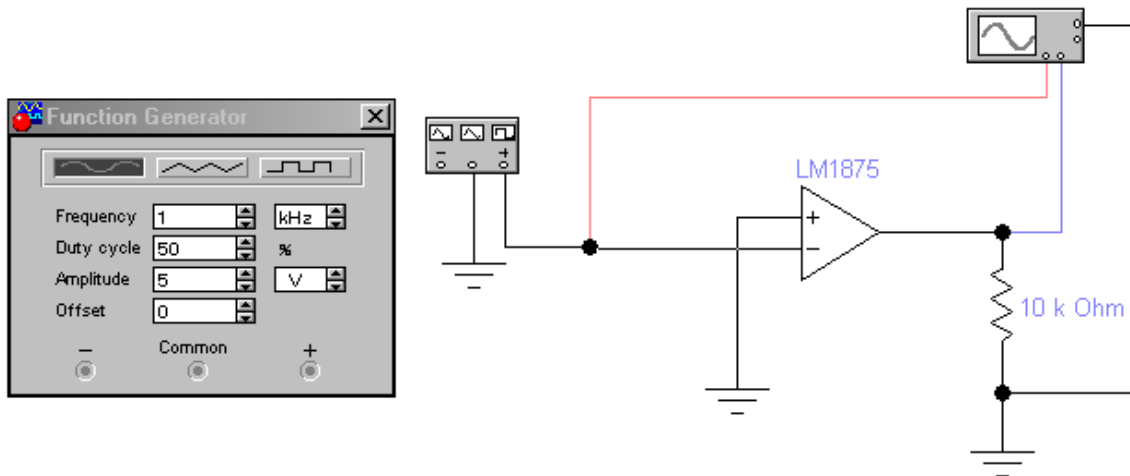 Function Generator
Frequency 1 kHz
Duty cycle 50 %
Amplitude 5 V
Offset 0
− Common +
− +
LM1875
+
−
10 k Ohm